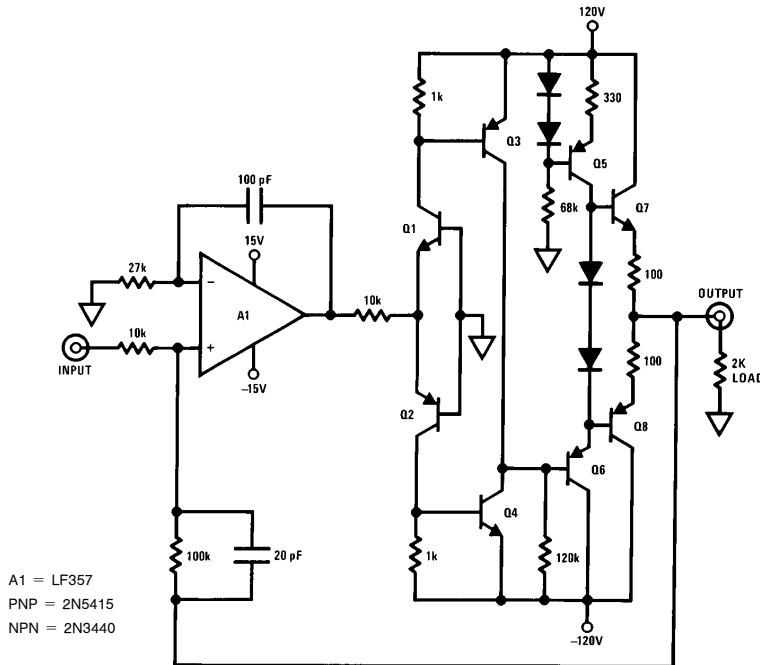 120V
1k
330
Q3
Q5
100 pF
68k
Q7
15V
Q1
27k
−
100
A1
10k
OUTPUT
10k
+
INPUT
−15V
100
2K
LOAD
Q2
Q8
Q6
Q4
100k
20 pF
1k
120k
A1 = LF357
PNP = 2N5415
NPN = 2N3440
−120V